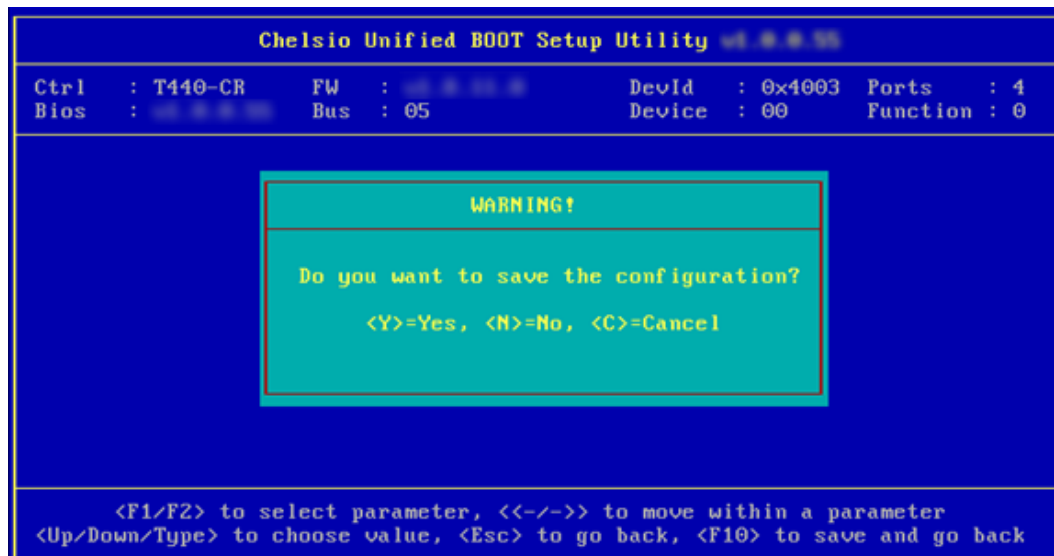 Chelsio Unified BOOT Setup Utility
Ctrl : T440-CR FW : DevId : 0x4003 Ports : 4
Bios : Bus : 05 Device : 00 Function : 0
WARNING!
Do you want to save the configuration?
<Y>=Yes, <N>=No, <C>=Cancel
<F1/F2> to select parameter, <<-/->> to move within a parameter
<Up/Down/Type> to choose value, <Esc> to go back, <F10> to save and go back